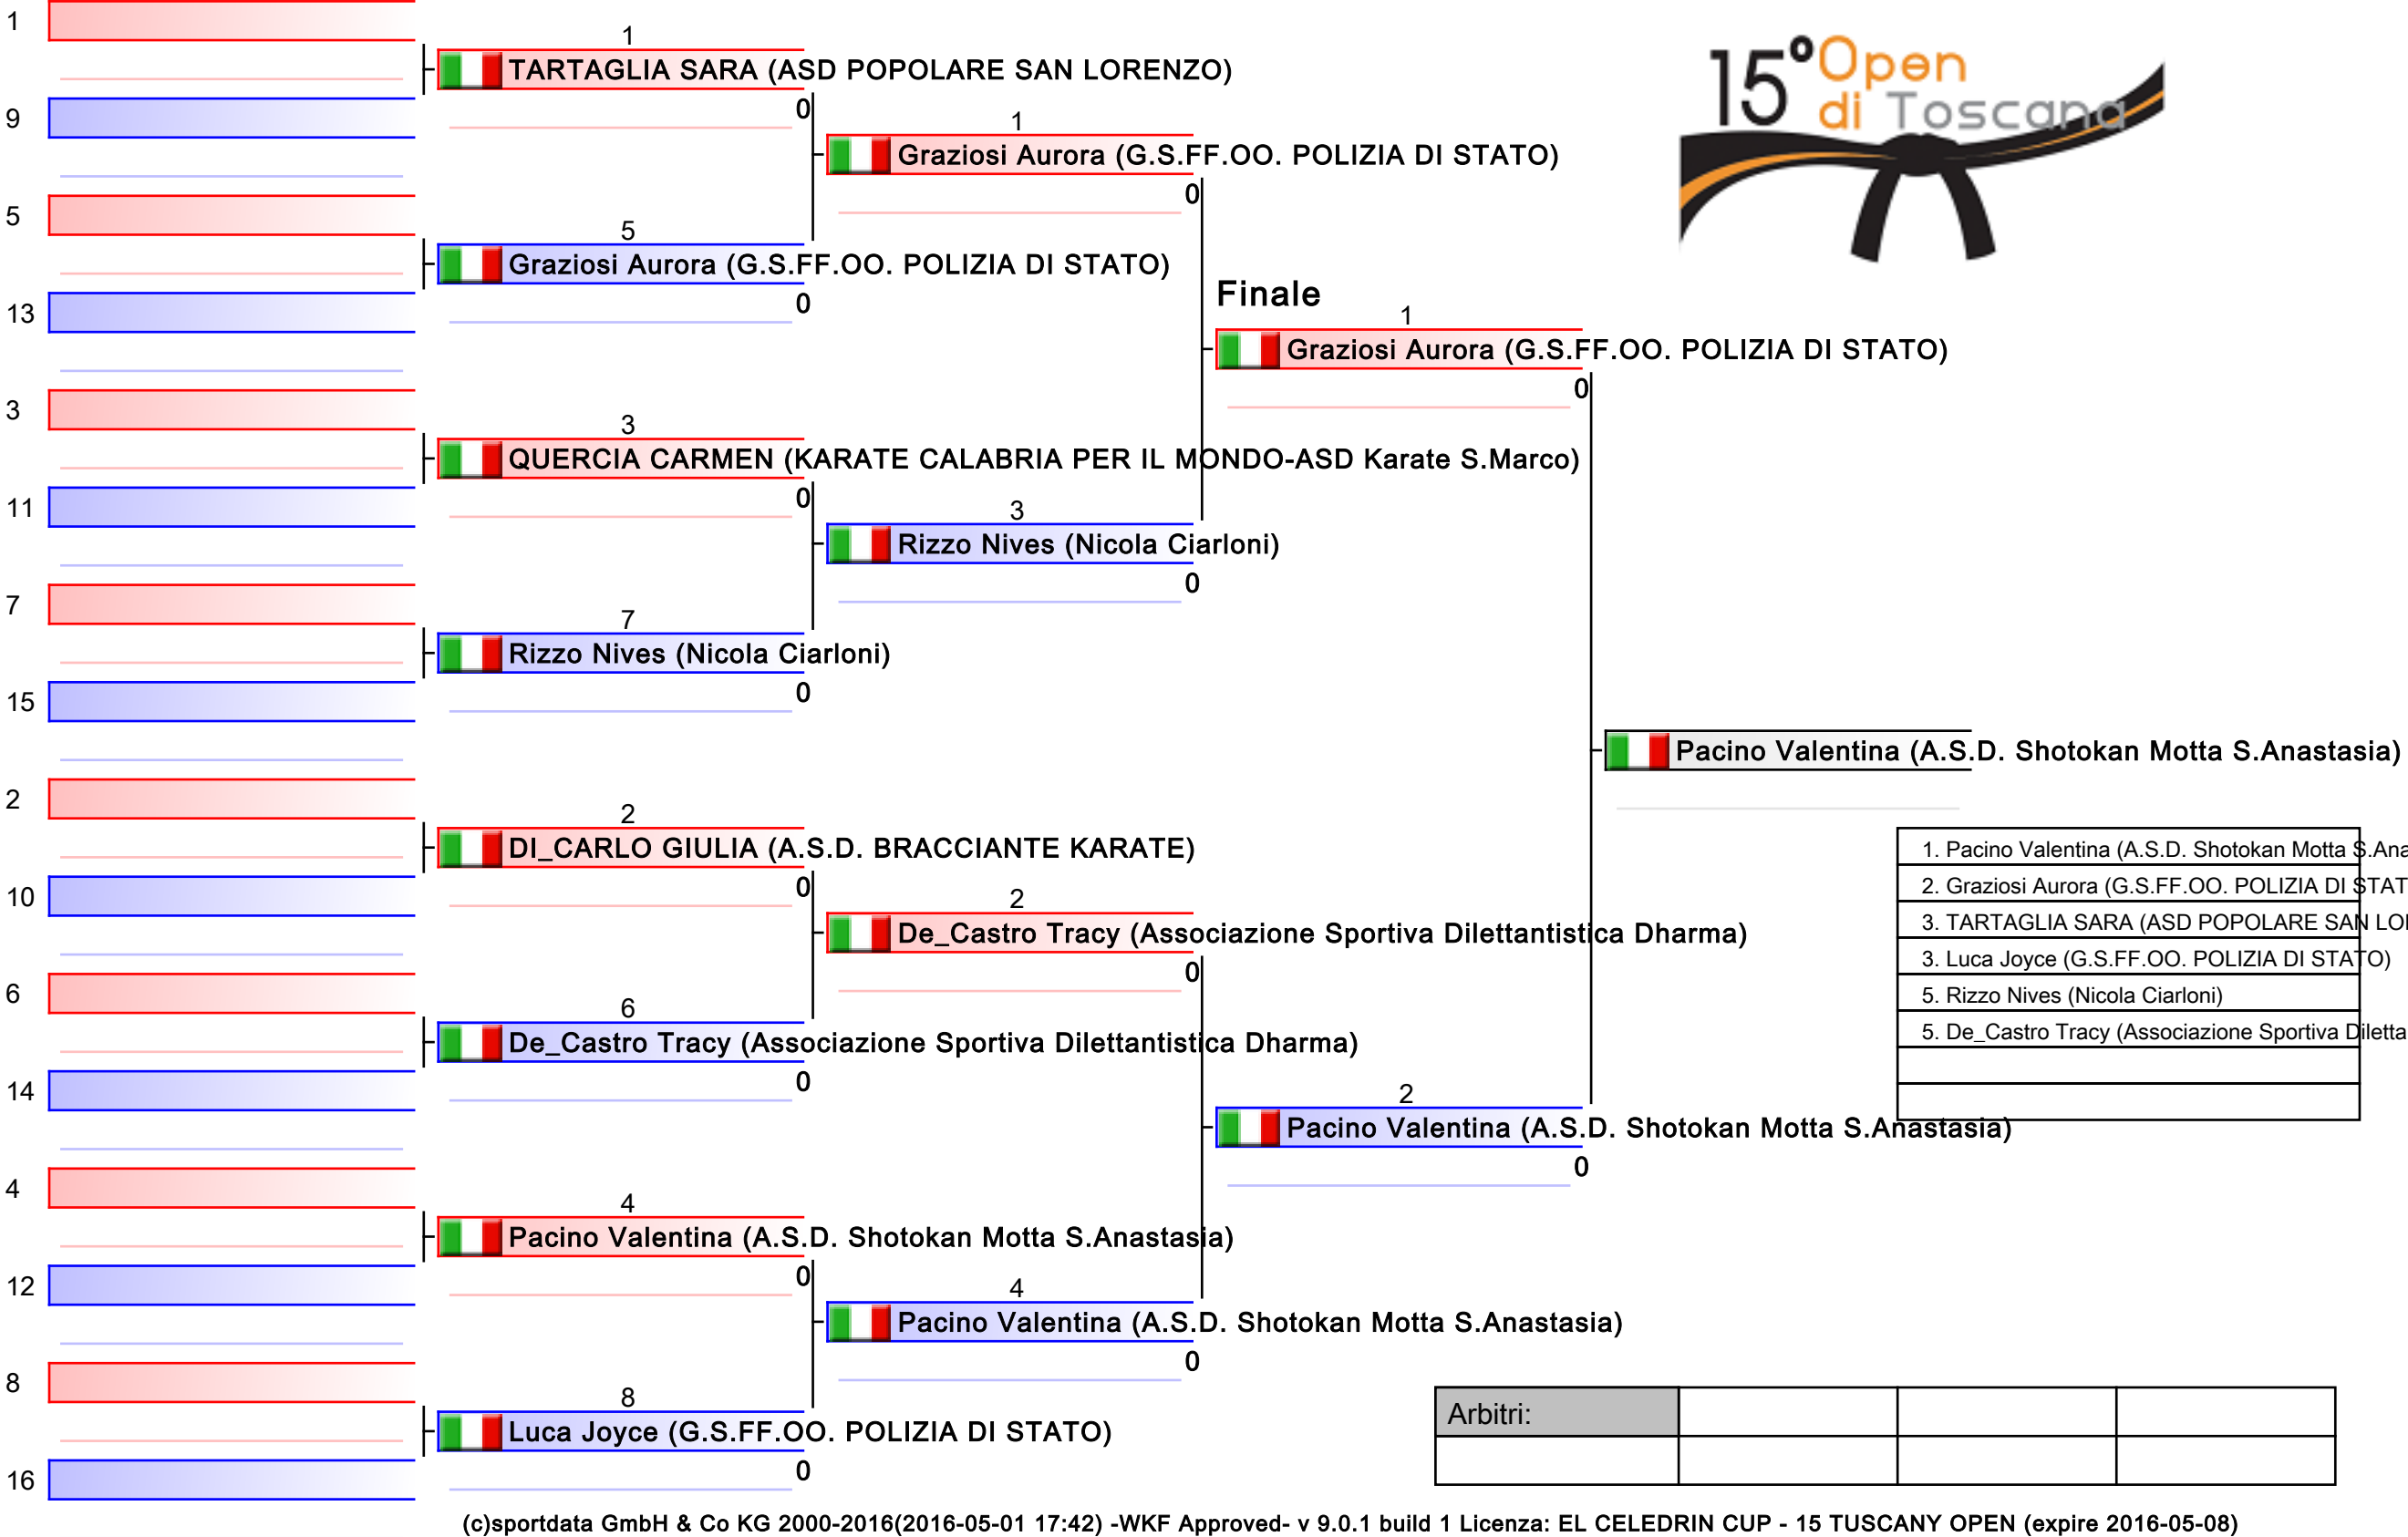 1
9
5
13
3
11
7
15
2
10
6
14
4
12
8
16
1
TARTAGLIA SARA (ASD POPOLARE SAN LORENZO)
0
5
Graziosi Aurora (G.S.FF.OO. POLIZIA DI STATO)
0
3
QUERCIA CARMEN (KARATE CALABRIA PER IL MONDO-ASD Karate S.Marco)
0
7
Rizzo Nives (Nicola Ciarloni)
0
2
DI_CARLO GIULIA (A.S.D. BRACCIANTE KARATE)
0
6
De_Castro Tracy (Associazione Sportiva Dilettantistica Dharma)
0
4
Pacino Valentina (A.S.D. Shotokan Motta S.Anastasia)
0
8
Luca Joyce (G.S.FF.OO. POLIZIA DI STATO)
0
1
Graziosi Aurora (G.S.FF.OO. POLIZIA DI STATO)
0
3
Rizzo Nives (Nicola Ciarloni)
0
2
De_Castro Tracy (Associazione Sportiva Dilettantistica Dharma)
0
4
Pacino Valentina (A.S.D. Shotokan Motta S.Anastasia)
0
Finale
1
Graziosi Aurora (G.S.FF.OO. POLIZIA DI STATO)
0
2
Pacino Valentina (A.S.D. Shotokan Motta S.Anastasia)
0
15° Open
di Toscana
Pacino Valentina (A.S.D. Shotokan Motta S.Anastasia)
1. Pacino Valentina (A.S.D. Shotokan Motta S.Ana
2. Graziosi Aurora (G.S.FF.OO. POLIZIA DI STAT
3. TARTAGLIA SARA (ASD POPOLARE SAN LO
3. Luca Joyce (G.S.FF.OO. POLIZIA DI STATO)
5. Rizzo Nives (Nicola Ciarloni)
5. De_Castro Tracy (Associazione Sportiva Diletta
Arbitri:
(c)sportdata GmbH & Co KG 2000-2016(2016-05-01 17:42) -WKF Approved- v 9.0.1 build 1 Licenza: EL CELEDRIN CUP - 15 TUSCANY OPEN (expire 2016-05-08)